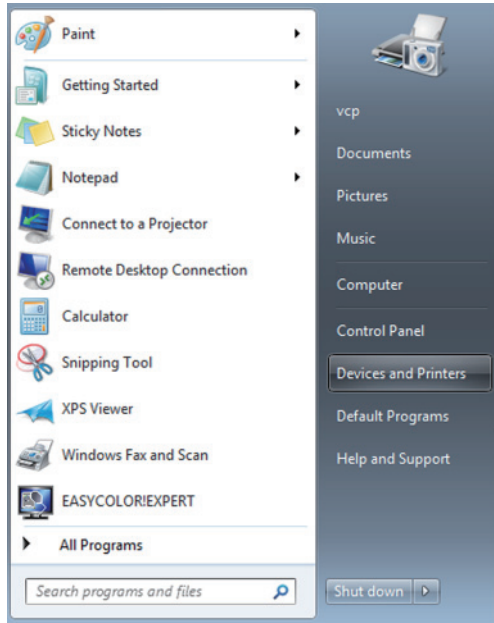 Paint
Getting Started
Sticky Notes
Notepad
Connect to a Projector
Remote Desktop Connection
Calculator
Snipping Tool
XPS Viewer
Windows Fax and Scan
EASYCOLOR!EXPERT
All Programs
Search programs and files
vcp
Documents
Pictures
Music
Computer
Control Panel
Devices and Printers
Default Programs
Help and Support
Shut down